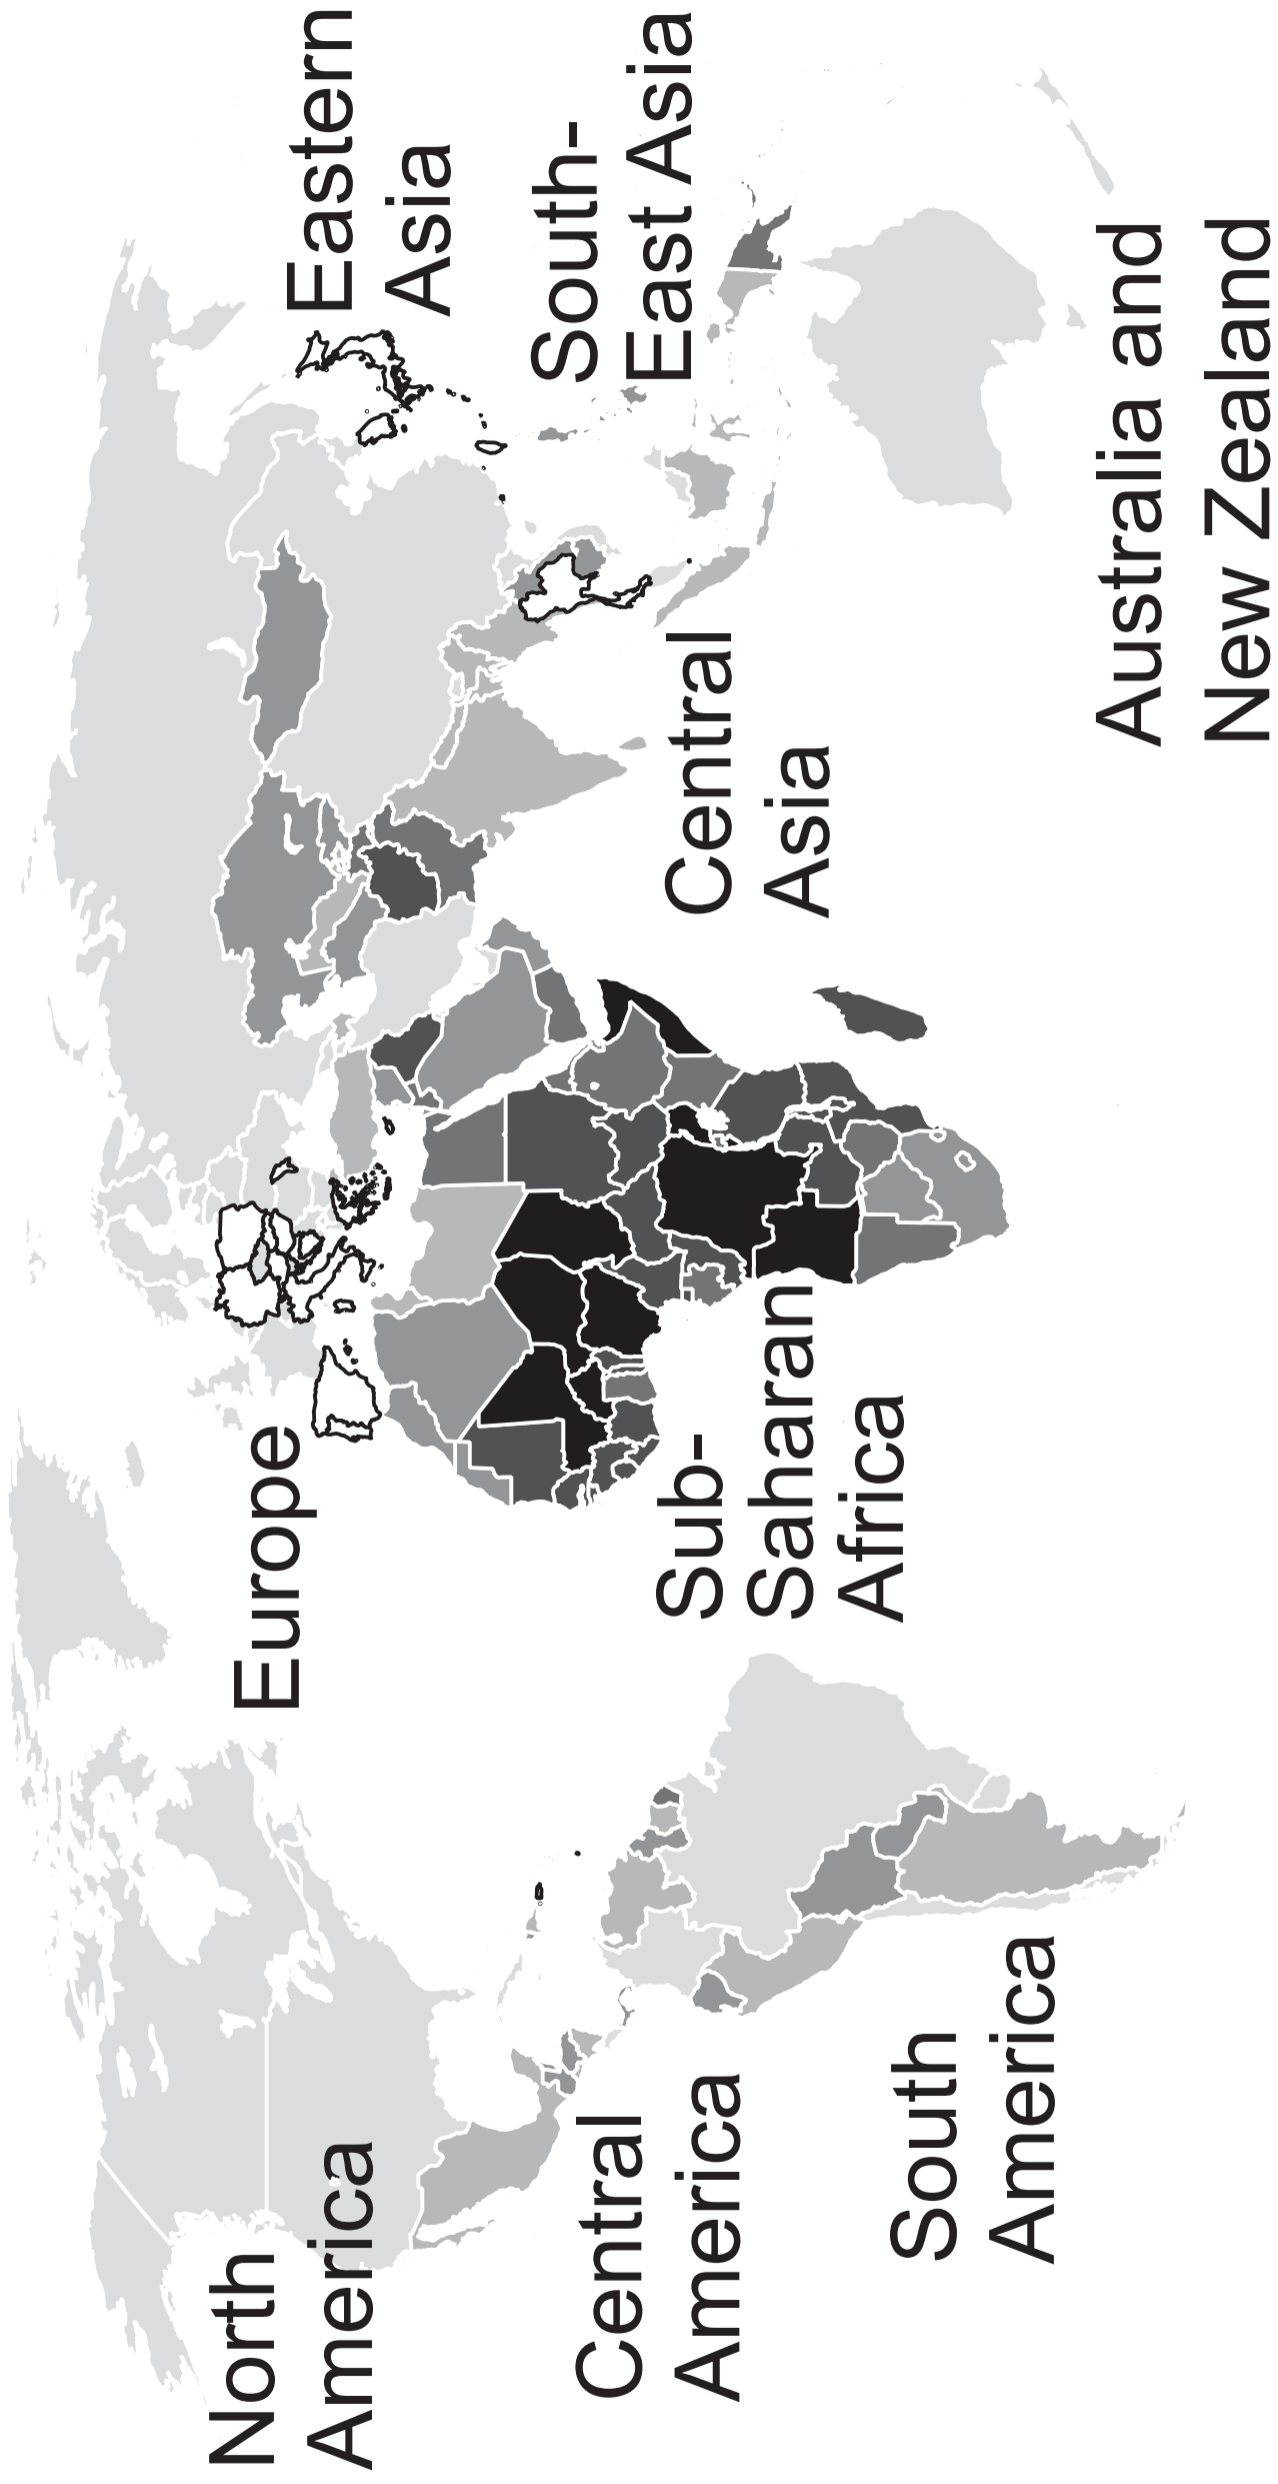 North
America
Europe
Eastern
Asia
South-
East Asia
Central
Asia
Sub-
Saharan
Africa
Central
America
South
America
Australia and
New Zealand